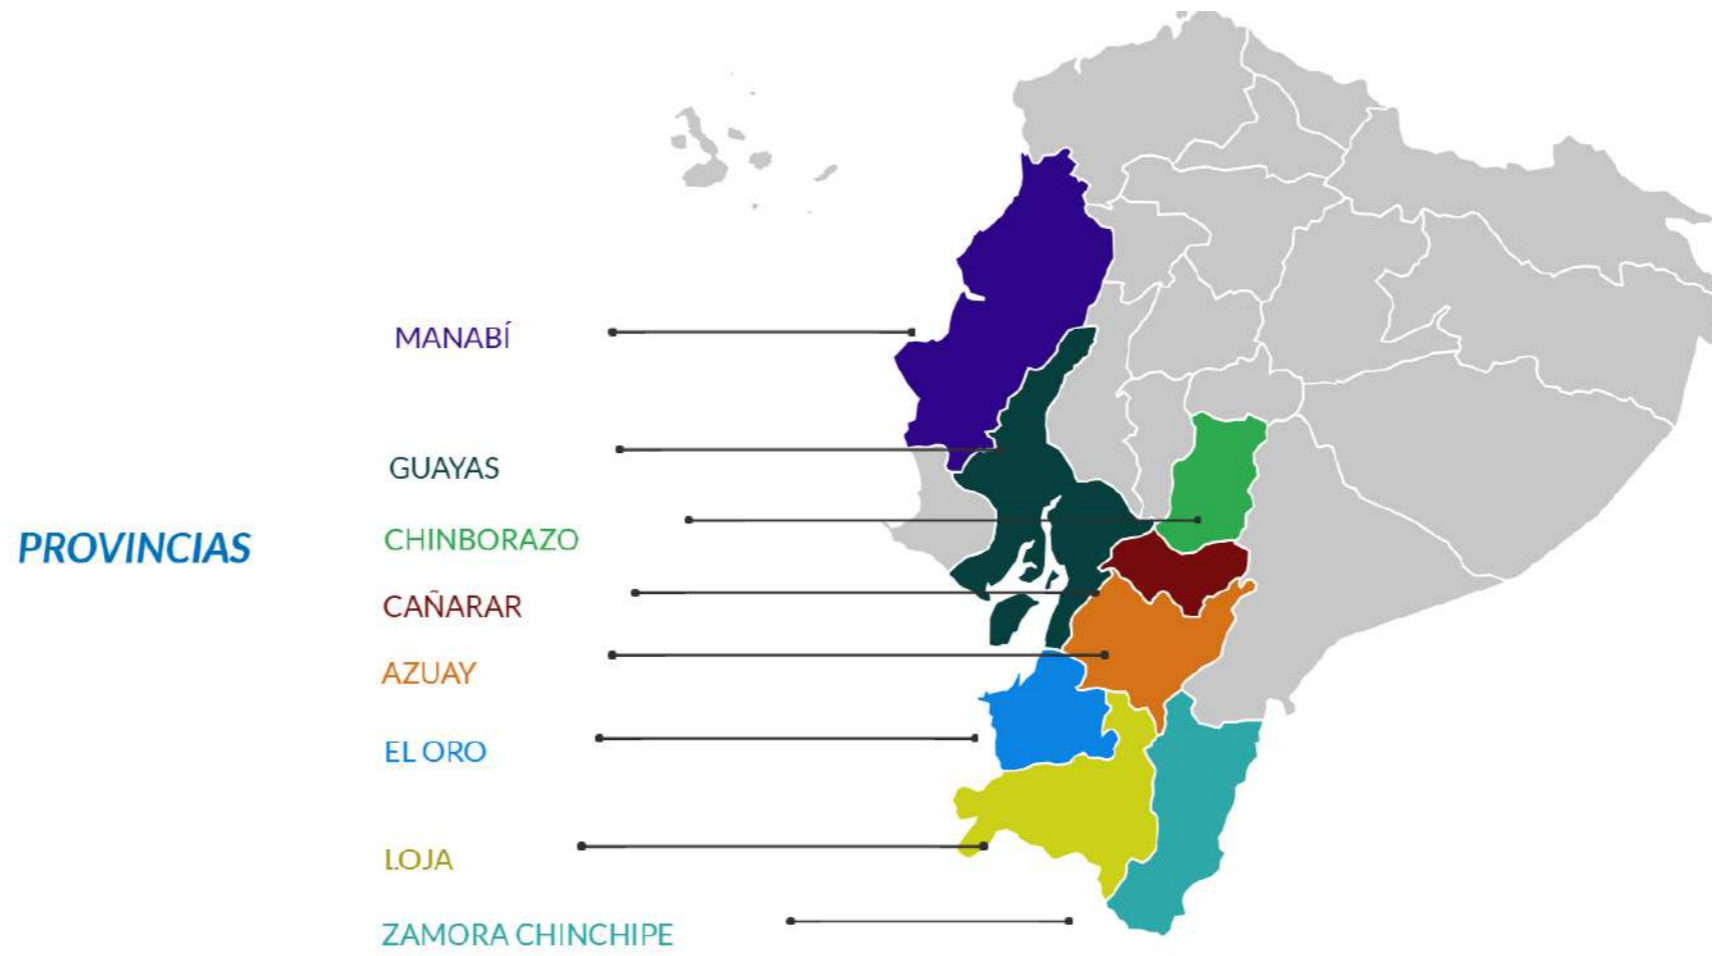 MANABÍ
GUAYAS
CHINBORAZO
PROVINCIAS
CAÑARAR
AZUAY
EL ORO
LOJA
ZAMORA CHINCHIPE